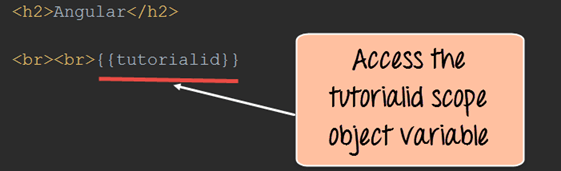 <h2>Angular</h2>
<br><br>{{tutorialid}}
Access the
tutorialid scope
object variable